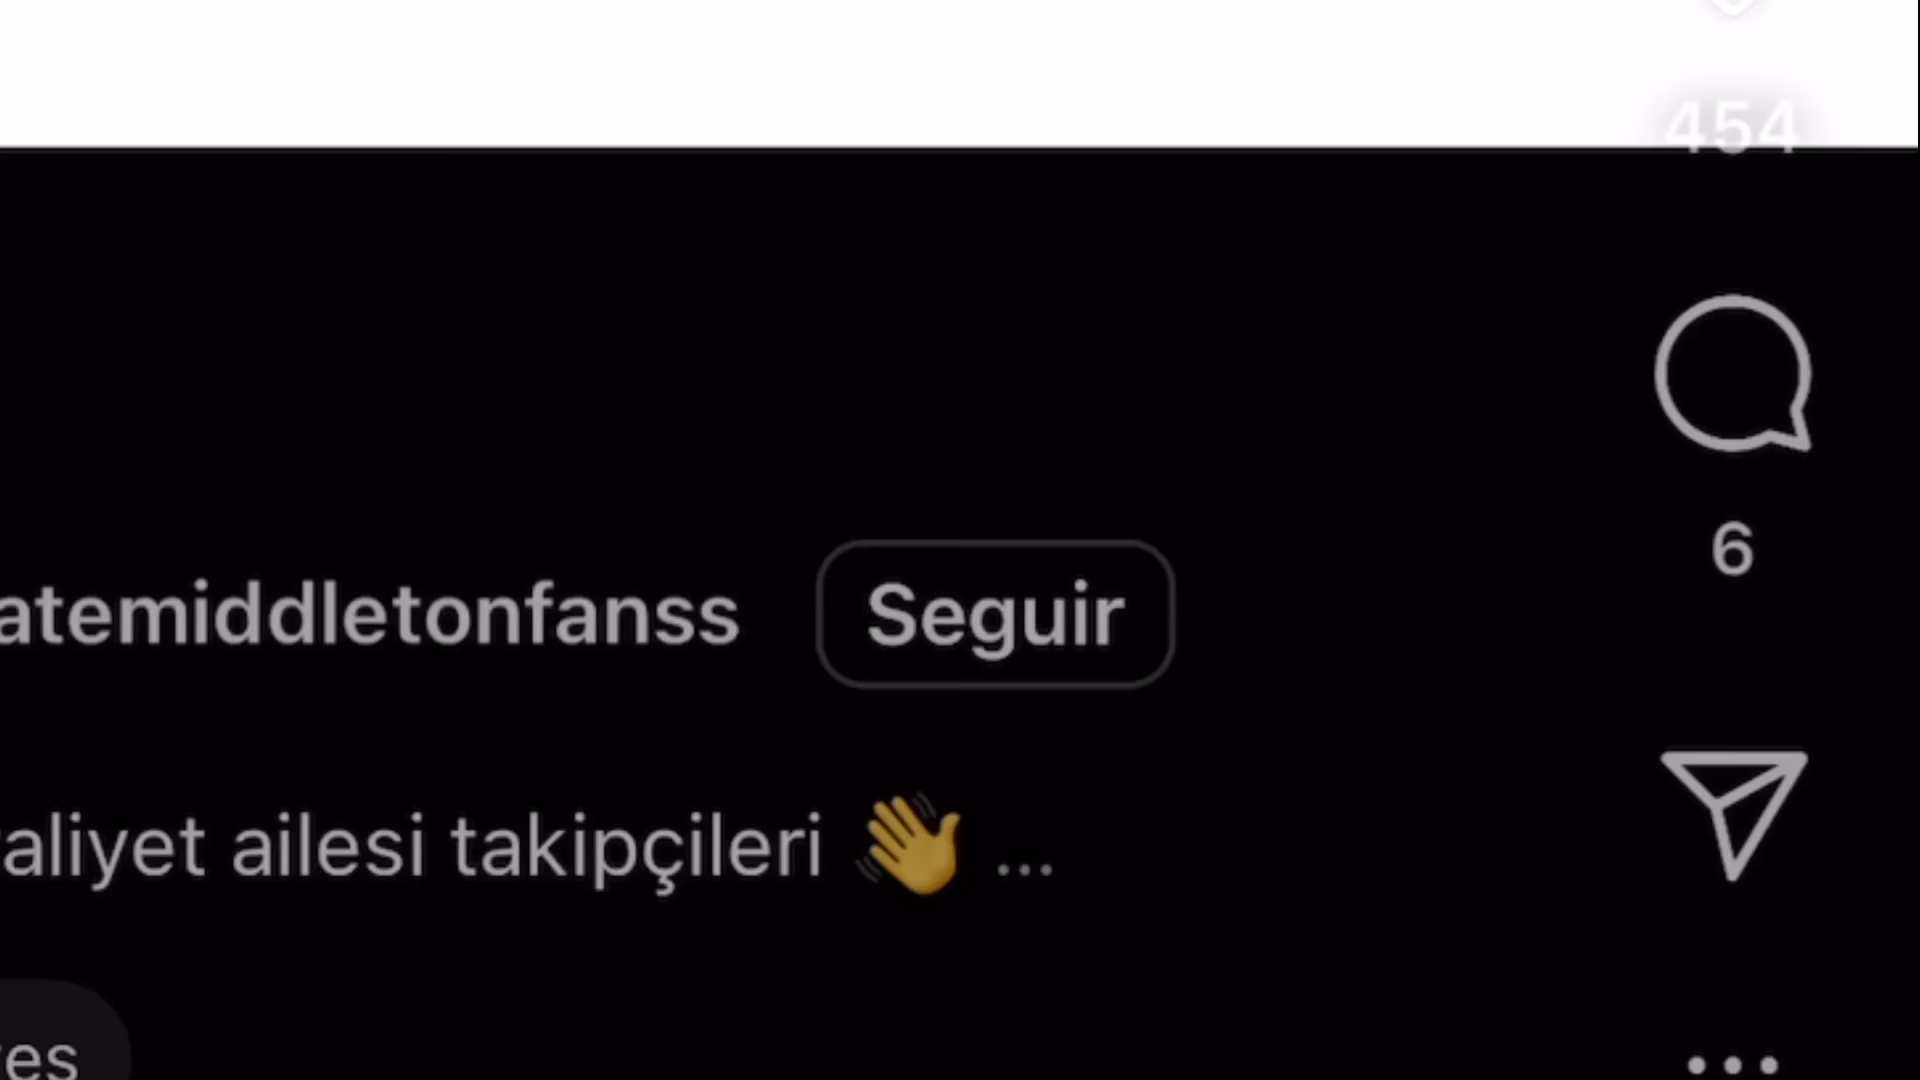 454
6
atemiddletonfanss Seguir
aliyet ailesi takipçileri 👋 ...
es